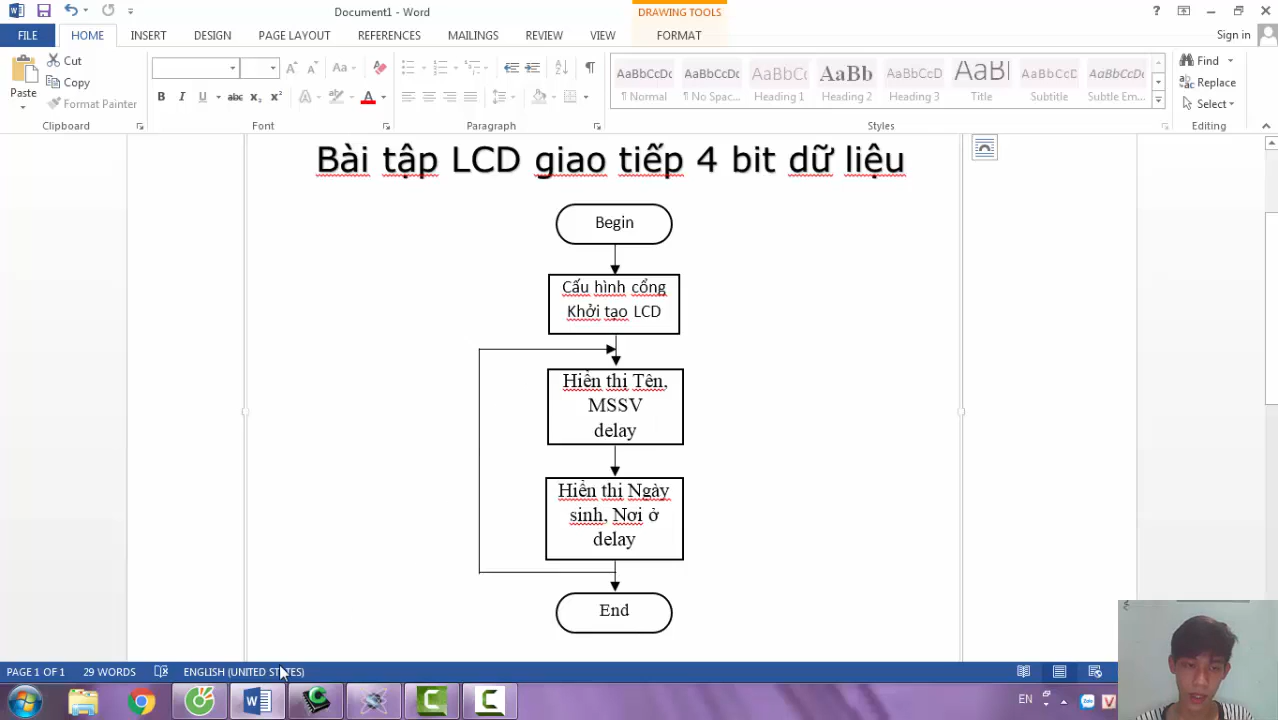 Document1 - Word
DRAWING TOOLS
?
FILE HOME INSERT DESIGN PAGE LAYOUT REFERENCES MAILINGS REVIEW VIEW FORMAT Sign in
Paste
Cut
Copy
Format Painter
Clipboard
Font
Paragraph
AaBbCcDc AaBbCcDc AaBbCc AaBb AaBbCcDc AaB AaBbCcD AaBbCcDc
¶ Normal ¶ No Spac... Heading 1 Heading 2 Heading 3 Title Subtitle Subtle Em...
Styles
Find
Replace
Select
Editing
Bài tập LCD giao tiếp 4 bit dữ liệu
Begin
Cấu hình cổng
Khởi tạo LCD
Hiển thị Tên,
MSSV
delay
Hiển thị Ngày
sinh, Nơi ở
delay
End
PAGE 1 OF 1 29 WORDS ENGLISH (UNITED STATES)
EN